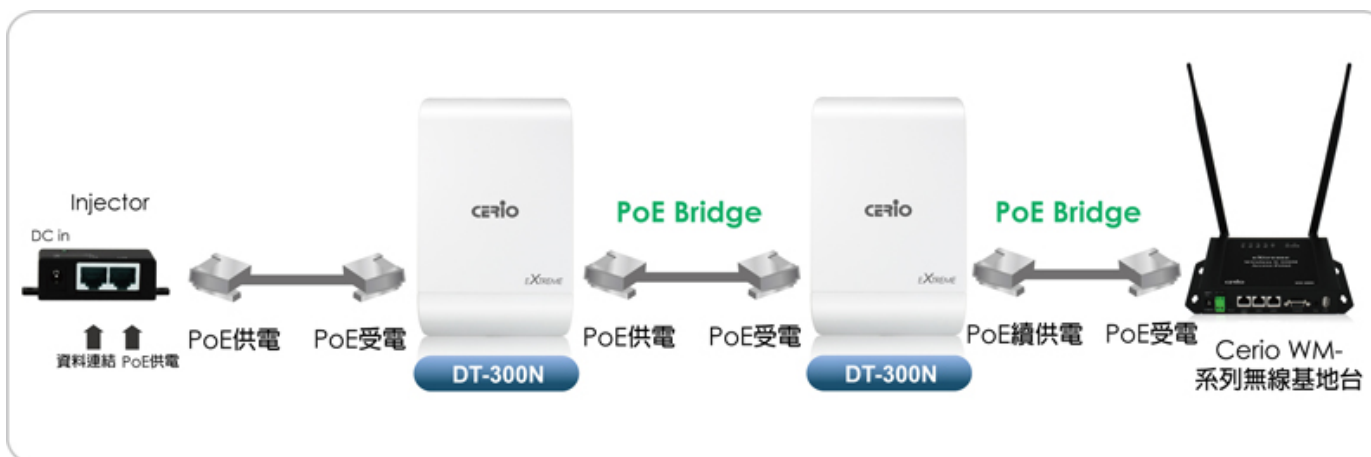 Injector
DC in
資料連結 PoE供電
PoE供電 PoE受電
CERIO
EXTREME
DT-300N
PoE Bridge
PoE供電 PoE受電
CERIO
EXTREME
DT-300N
PoE Bridge
PoE續供電 PoE受電
cerio
Cerio WM-
系列無線基地台